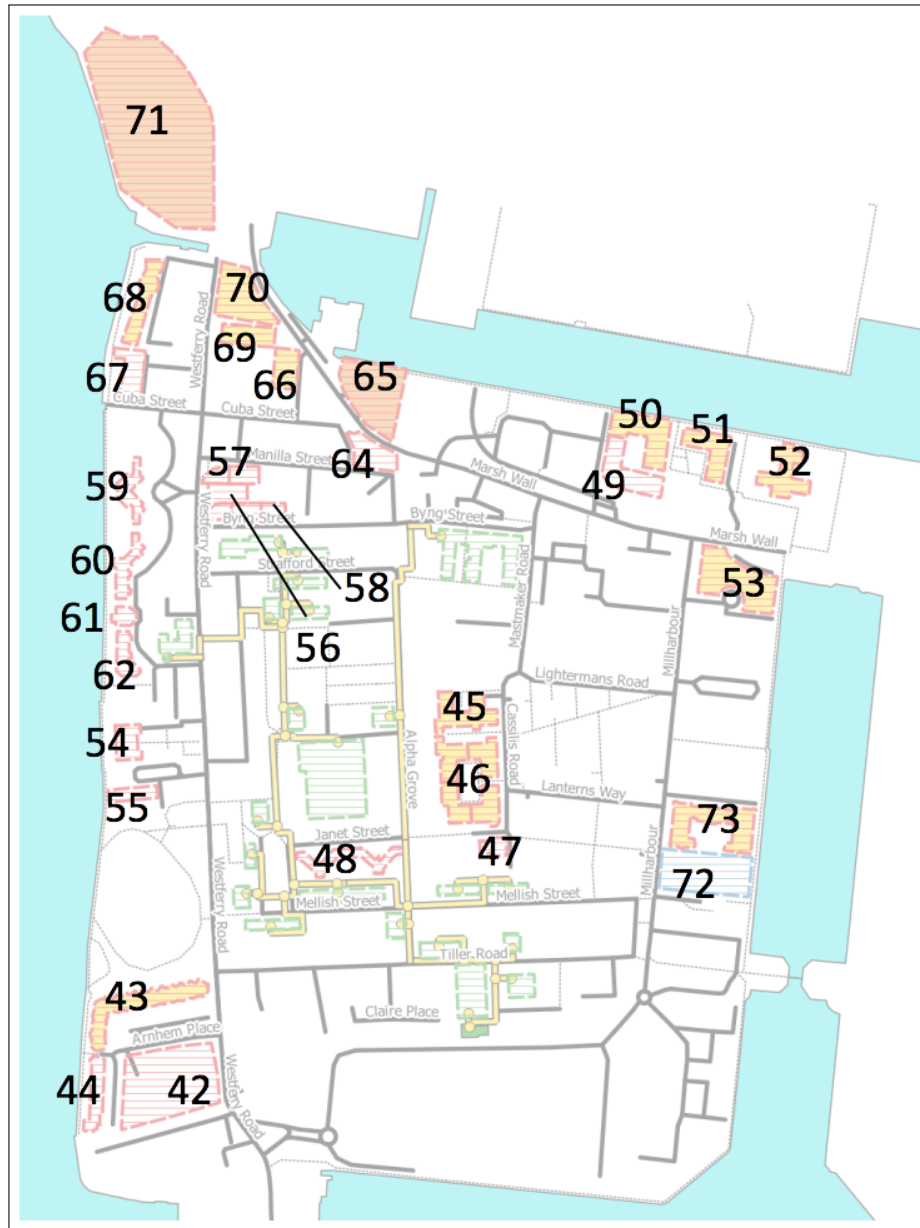 71
68
70
Westferry Road
69
67
66
65
Cuba Street
Cuba Street
50
51
57
Manilla Street
64
52
59
49
Marsh Wall
Westferry Road
Byng Street
Byng Street
Marsh Wall
60
Strafford Street
58
53
Mastmaker Road
61
56
Millharbour
62
Lightermans Road
45
54
Alpha Grove
Cassilis Road
46
55
Lanterns Way
73
Janet Street
48
47
72
Westferry Road
Millharbour
Mellish Street
Mellish Street
Tiller Road
43
Claire Place
Arnhem Place
44
42
Westferry Road